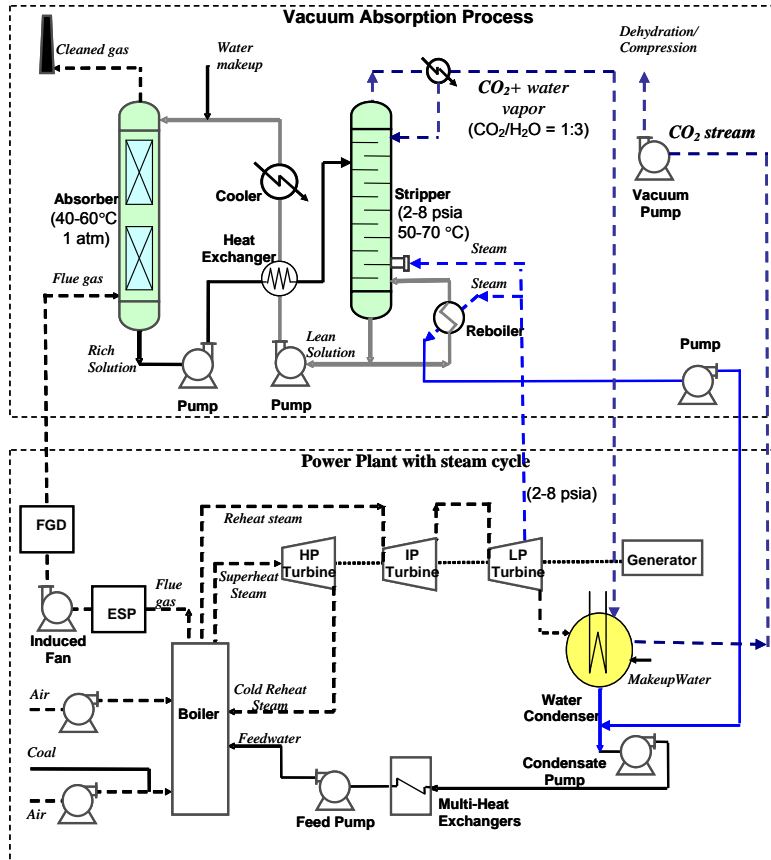 Vacuum Absorption Process
Cleaned gas
Water
makeup
Dehydration/
Compression
CO₂+ water
vapor
(CO₂/H₂O = 1:3)
CO₂ stream
Vacuum
Pump
Absorber
(40-60°C
1 atm)
Cooler
Stripper
(2-8 psia
50-70 °C)
Heat
Exchanger
Flue gas
Steam
Steam
Reboiler
Rich
Solution
Lean
Solution
Pump
Pump
Pump
Power Plant with steam cycle
(2-8 psia)
FGD
Reheat steam
HP
Turbine
IP
Turbine
LP
Turbine
Generator
Superheat
Steam
Flue
gas
ESP
Induced
Fan
Boiler
Cold Reheat
Steam
MakeupWater
Water
Condenser
Air
Feedwater
Coal
Condensate
Pump
Air
Feed Pump
Multi-Heat
Exchangers